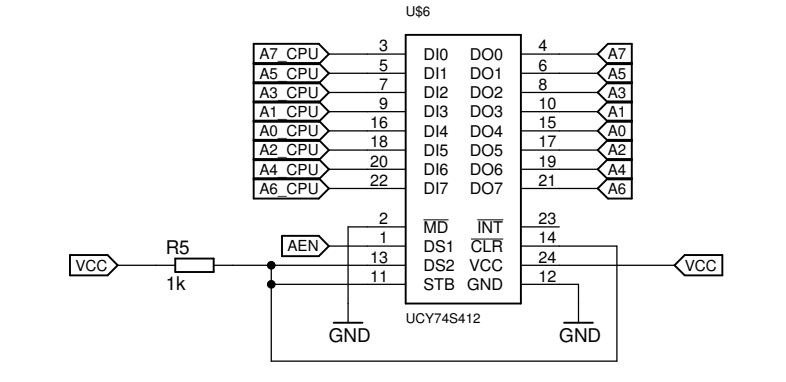 U$6
A7_CPU 3 DI0 DO0 4 A7
A5_CPU 5 DI1 DO1 6 A5
A3_CPU 7 DI2 DO2 8 A3
A1_CPU 9 DI3 DO3 10 A1
A0_CPU 16 DI4 DO4 15 A0
A2_CPU 18 DI5 DO5 17 A2
A4_CPU 20 DI6 DO6 19 A4
A6_CPU 22 DI7 DO7 21 A6
2 MD INT 23
AEN 1 DS1 CLR 14
VCC R5 13 DS2 VCC 24 VCC
1k 11 STB GND 12
UCY74S412
GND GND